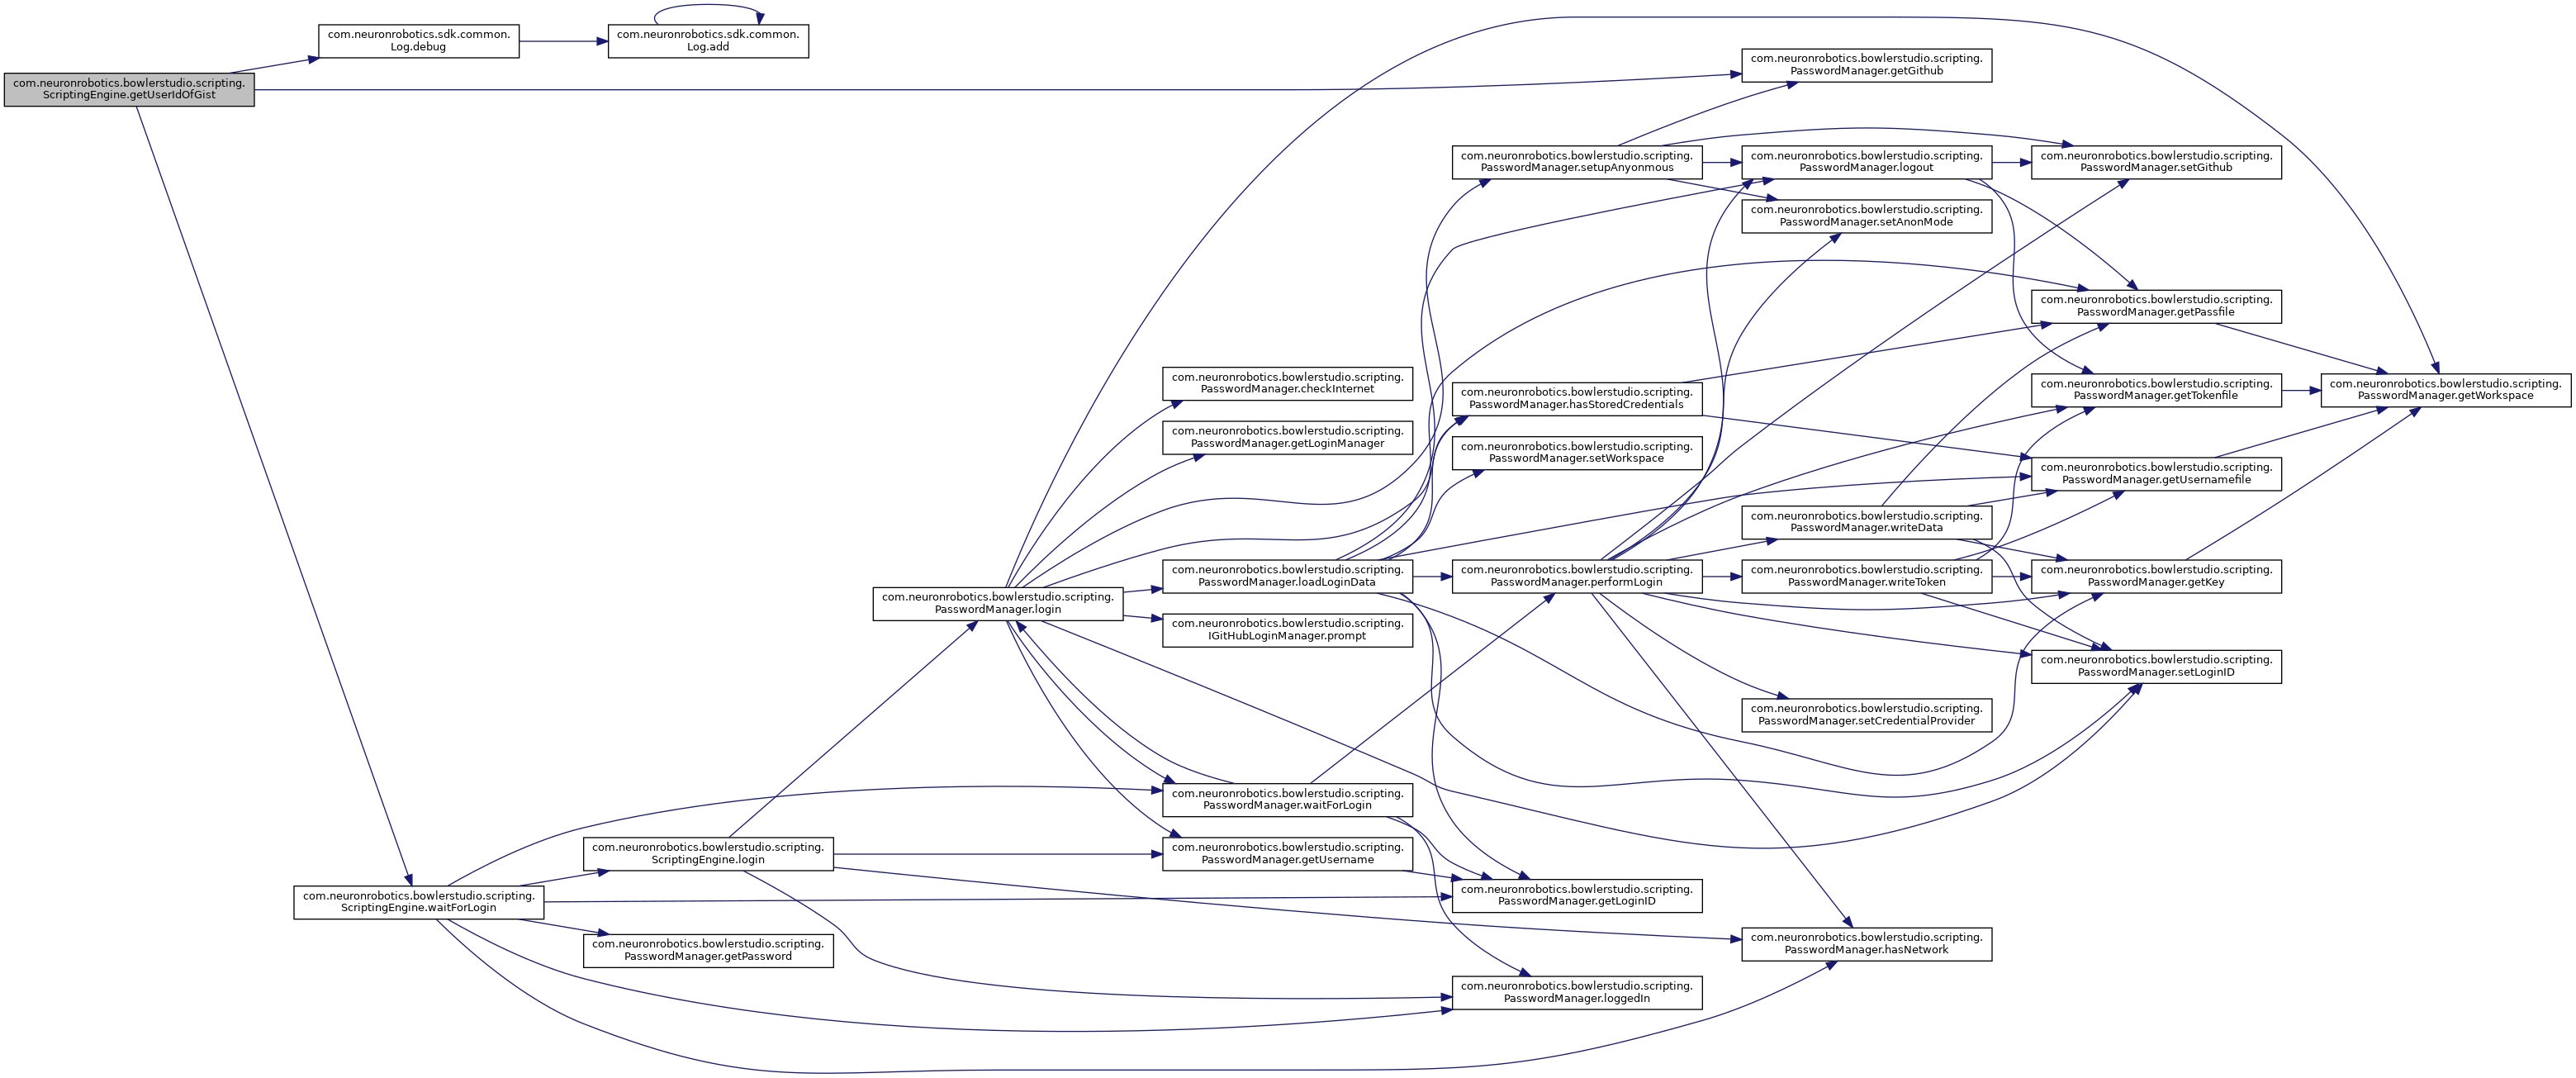 com.neuronrobotics.sdk.common.
Log.debug
com.neuronrobotics.sdk.common.
Log.add
com.neuronrobotics.bowlerstudio.scripting.
ScriptingEngine.getUserIdOfGist
com.neuronrobotics.bowlerstudio.scripting.
PasswordManager.getGithub
com.neuronrobotics.bowlerstudio.scripting.
PasswordManager.setupAnyonmous
com.neuronrobotics.bowlerstudio.scripting.
PasswordManager.logout
com.neuronrobotics.bowlerstudio.scripting.
PasswordManager.setGithub
com.neuronrobotics.bowlerstudio.scripting.
PasswordManager.setAnonMode
com.neuronrobotics.bowlerstudio.scripting.
PasswordManager.getPassfile
com.neuronrobotics.bowlerstudio.scripting.
PasswordManager.checkInternet
com.neuronrobotics.bowlerstudio.scripting.
PasswordManager.hasStoredCredentials
com.neuronrobotics.bowlerstudio.scripting.
PasswordManager.getTokenfile
com.neuronrobotics.bowlerstudio.scripting.
PasswordManager.getWorkspace
com.neuronrobotics.bowlerstudio.scripting.
PasswordManager.getLoginManager
com.neuronrobotics.bowlerstudio.scripting.
PasswordManager.setWorkspace
com.neuronrobotics.bowlerstudio.scripting.
PasswordManager.getUsernamefile
com.neuronrobotics.bowlerstudio.scripting.
PasswordManager.writeData
com.neuronrobotics.bowlerstudio.scripting.
PasswordManager.loadLoginData
com.neuronrobotics.bowlerstudio.scripting.
PasswordManager.performLogin
com.neuronrobotics.bowlerstudio.scripting.
PasswordManager.writeToken
com.neuronrobotics.bowlerstudio.scripting.
PasswordManager.getKey
com.neuronrobotics.bowlerstudio.scripting.
PasswordManager.login
com.neuronrobotics.bowlerstudio.scripting.
IGitHubLoginManager.prompt
com.neuronrobotics.bowlerstudio.scripting.
PasswordManager.setLoginID
com.neuronrobotics.bowlerstudio.scripting.
PasswordManager.setCredentialProvider
com.neuronrobotics.bowlerstudio.scripting.
PasswordManager.waitForLogin
com.neuronrobotics.bowlerstudio.scripting.
ScriptingEngine.login
com.neuronrobotics.bowlerstudio.scripting.
PasswordManager.getUsername
com.neuronrobotics.bowlerstudio.scripting.
ScriptingEngine.waitForLogin
com.neuronrobotics.bowlerstudio.scripting.
PasswordManager.getLoginID
com.neuronrobotics.bowlerstudio.scripting.
PasswordManager.getPassword
com.neuronrobotics.bowlerstudio.scripting.
PasswordManager.hasNetwork
com.neuronrobotics.bowlerstudio.scripting.
PasswordManager.loggedIn